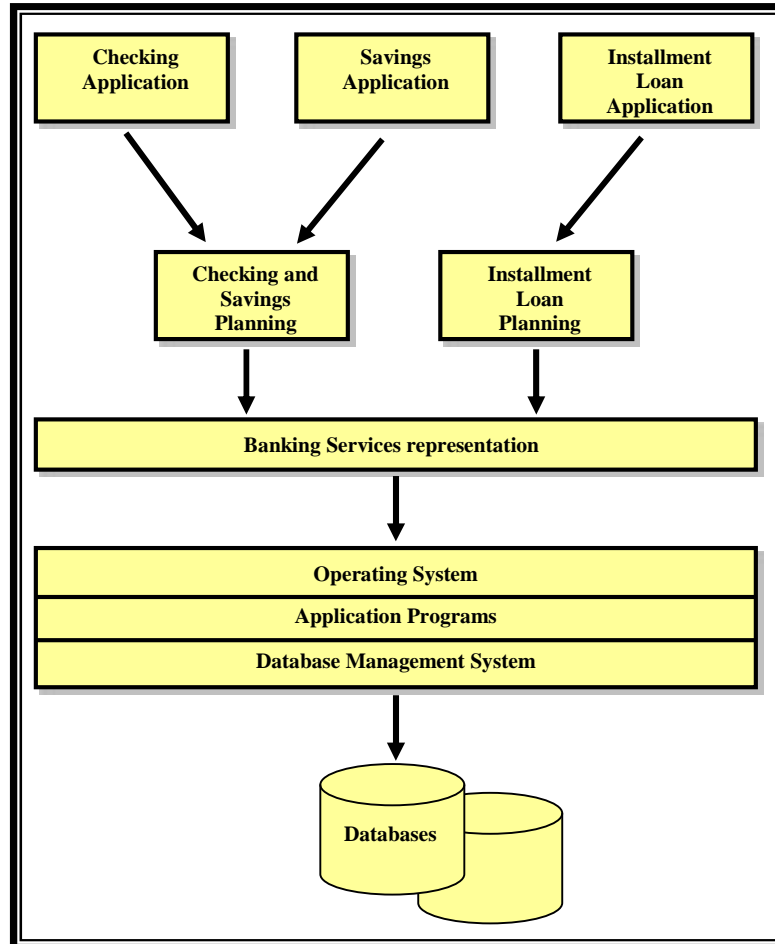 Checking
Application
Savings
Application
Installment
Loan
Application
Checking and
Savings
Planning
Installment
Loan
Planning
Banking Services representation
Operating System
Application Programs
Database Management System
Databases